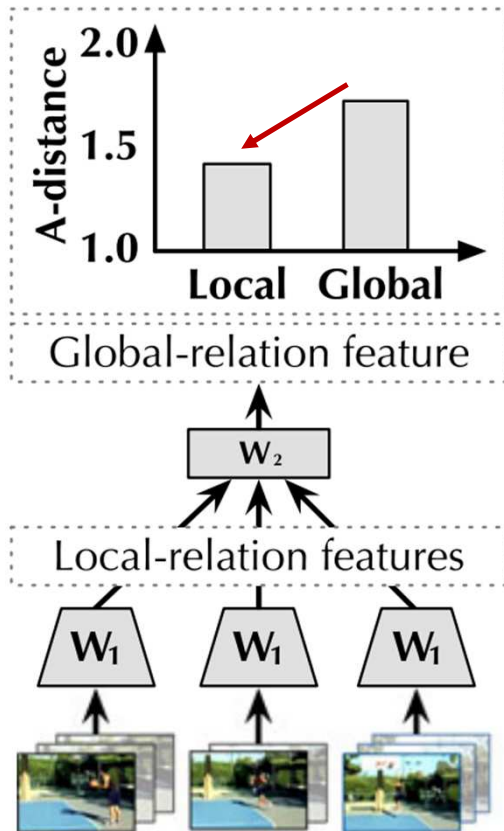 2.0
1.5
1.0
A-distance
Local Global
Global-relation feature
W₂
Local-relation features
W₁ W₁ W₁